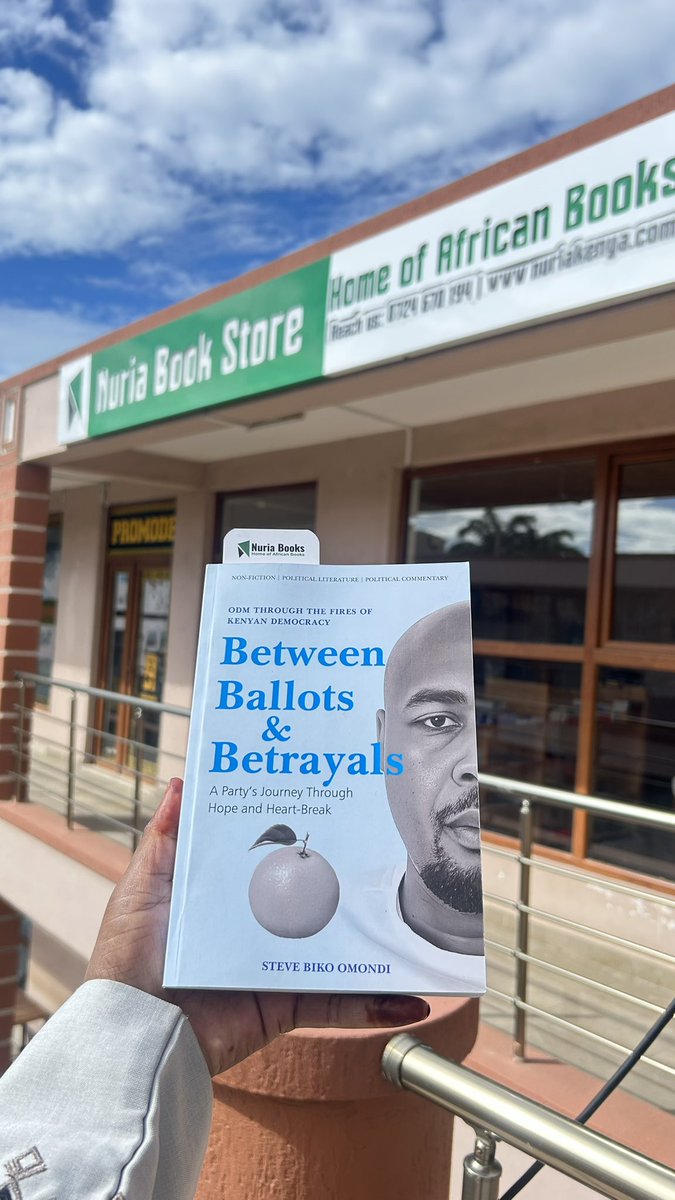 Nuria Book Store
Home of African Books
Reach us: 0724 670 194 | www.nuriakenya.com
PROMODE
Nuria Books
Home of African Books
NON-FICTION | POLITICAL LITERATURE | POLITICAL COMMENTARY
ODM THROUGH THE FIRES OF
KENYAN DEMOCRACY
Between
Ballots
&
Betrayals
A Party's Journey Through
Hope and Heart-Break
STEVE BIKO OMONDI